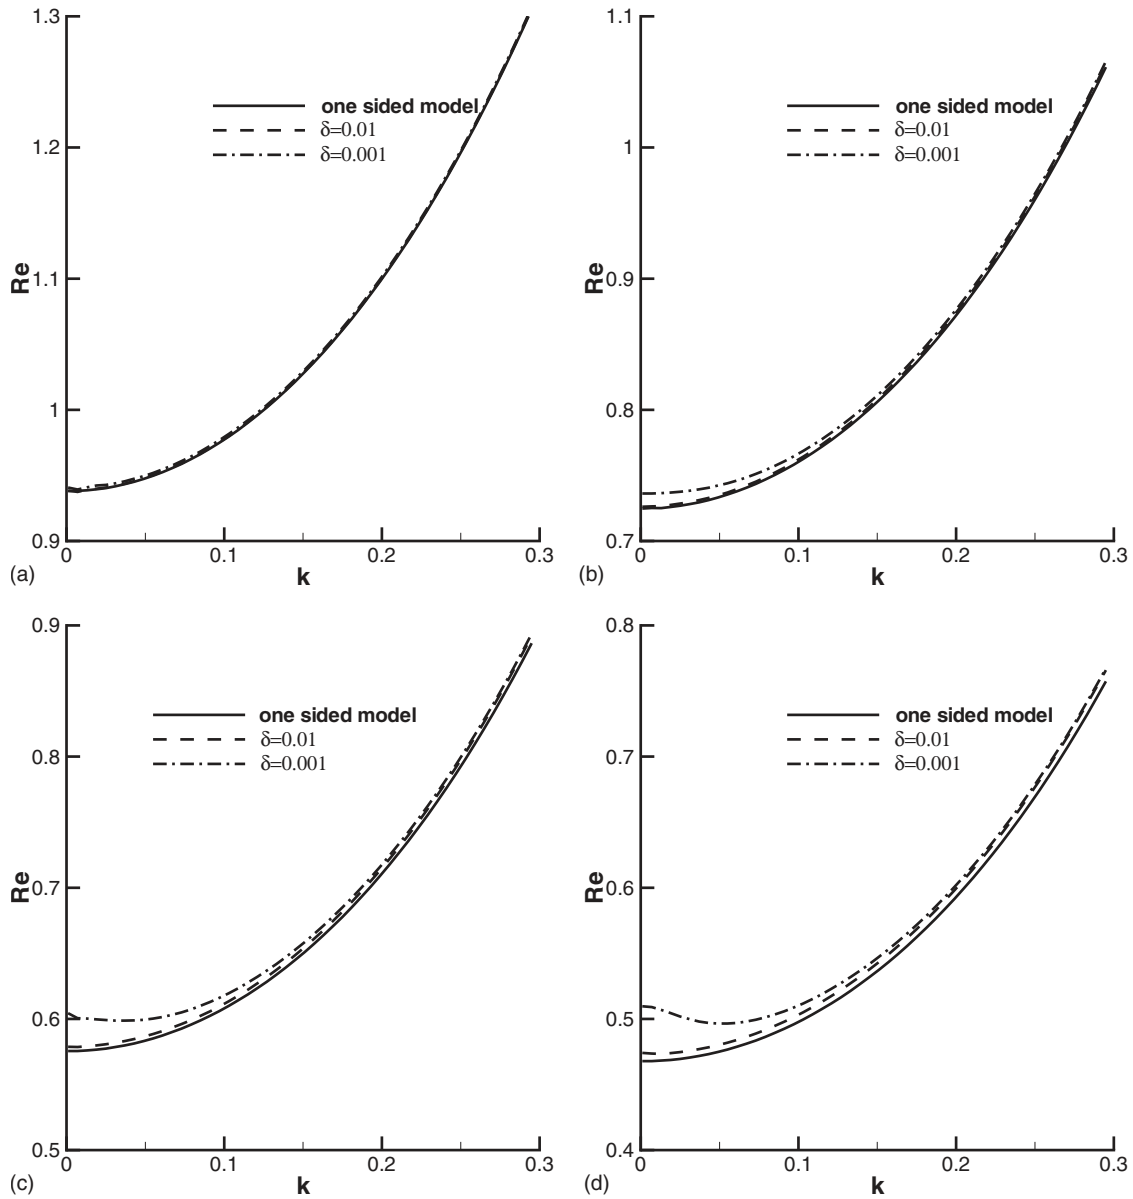 1.3
1.2
1.1
1
0.9
Re
one sided model
δ=0.01
δ=0.001
0
0.1
0.2
0.3
k
(a)
1.1
1
0.9
0.8
0.7
Re
one sided model
δ=0.01
δ=0.001
0
0.1
0.2
0.3
k
(b)
0.9
0.8
0.7
0.6
0.5
Re
one sided model
δ=0.01
δ=0.001
0
0.1
0.2
0.3
k
(c)
0.8
0.7
0.6
0.5
0.4
Re
one sided model
δ=0.01
δ=0.001
0
0.1
0.2
0.3
k
(d)